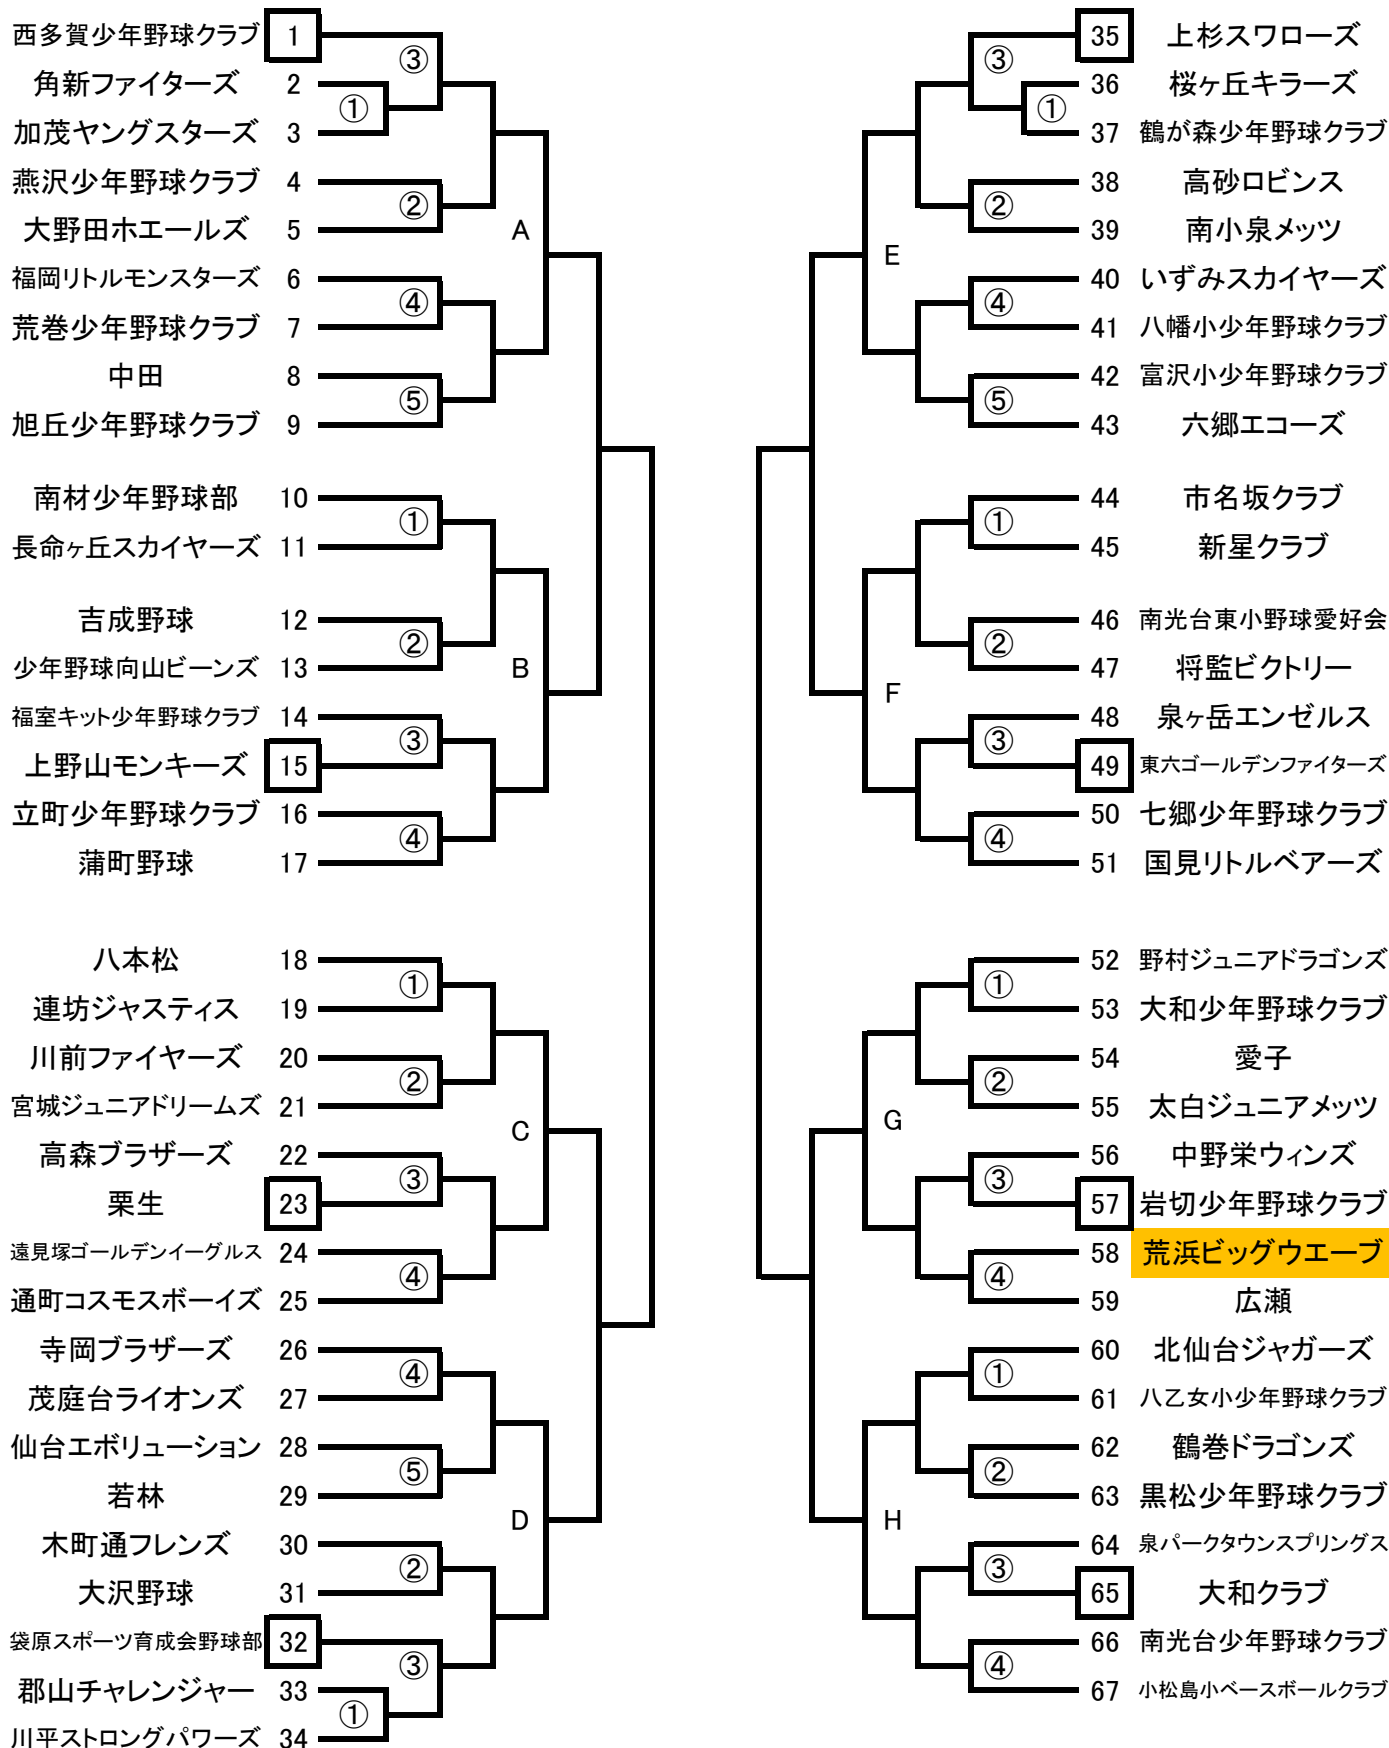 西多賀少年野球クラブ 1
角新ファイターズ 2
加茂ヤングスターズ 3
燕沢少年野球クラブ 4
大野田ホエールズ 5
福岡リトルモンスターズ 6
荒巻少年野球クラブ 7
中田 8
旭丘少年野球クラブ 9
③
①
②
④
⑤
A
南材少年野球部 10
長命ヶ丘スカイヤーズ 11
吉成野球 12
少年野球向山ビーンズ 13
福室キット少年野球クラブ 14
上野山モンキーズ 15
立町少年野球クラブ 16
蒲町野球 17
①
②
③
④
B
八本松 18
連坊ジャスティス 19
川前ファイヤーズ 20
宮城ジュニアドリームズ 21
高森ブラザーズ 22
栗生 23
遠見塚ゴールデンイーグルス 24
通町コスモスボーイズ 25
①
②
③
④
C
寺岡ブラザーズ 26
茂庭台ライオンズ 27
仙台エボリューション 28
若林 29
木町通フレンズ 30
大沢野球 31
袋原スポーツ育成会野球部 32
郡山チャレンジャー 33
川平ストロングパワーズ 34
④
⑤
②
③
①
D
35 上杉スワローズ
36 桜ヶ丘キラーズ
37 鶴が森少年野球クラブ
38 高砂ロビンス
39 南小泉メッツ
40 いずみスカイヤーズ
41 八幡小少年野球クラブ
42 富沢小少年野球クラブ
43 六郷エコーズ
③
①
②
④
⑤
E
44 市名坂クラブ
45 新星クラブ
46 南光台東小野球愛好会
47 将監ビクトリー
48 泉ヶ岳エンゼルス
49 東六ゴールデンファイターズ
50 七郷少年野球クラブ
51 国見リトルベアーズ
①
②
③
④
F
52 野村ジュニアドラゴンズ
53 大和少年野球クラブ
54 愛子
55 太白ジュニアメッツ
56 中野栄ウィンズ
57 岩切少年野球クラブ
58 荒浜ビッグウエーブ
59 広瀬
①
②
③
④
G
60 北仙台ジャガーズ
61 八乙女小少年野球クラブ
62 鶴巻ドラゴンズ
63 黒松少年野球クラブ
64 泉パークタウンスプリングス
65 大和クラブ
66 南光台少年野球クラブ
67 小松島小ベースボールクラブ
①
②
③
④
H